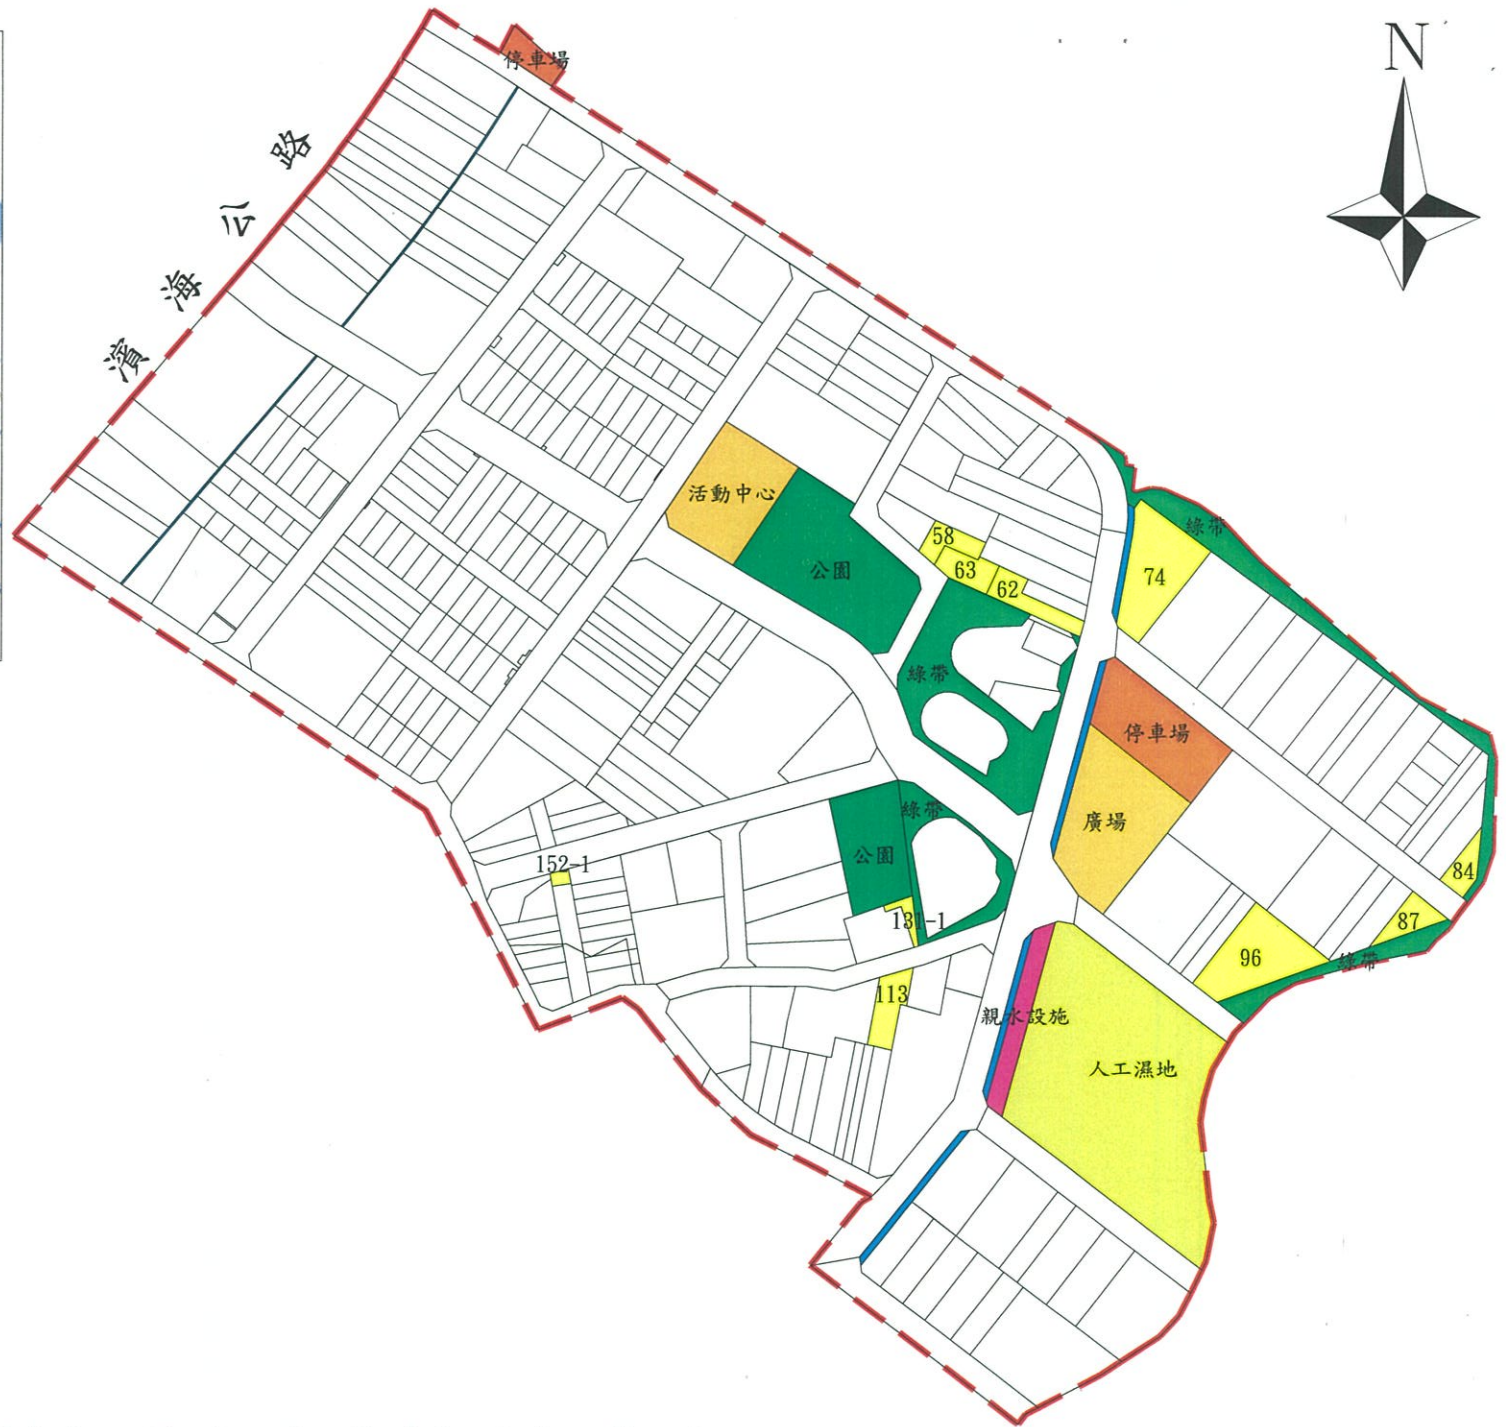 N
停車場
濱海公路
活動中心
公園
58
63
62
綠帶
74
綠帶
停車場
廣場
綠帶
公園
152-1
131-1
113
84
87
96
綠帶
親水設施
人工濕地